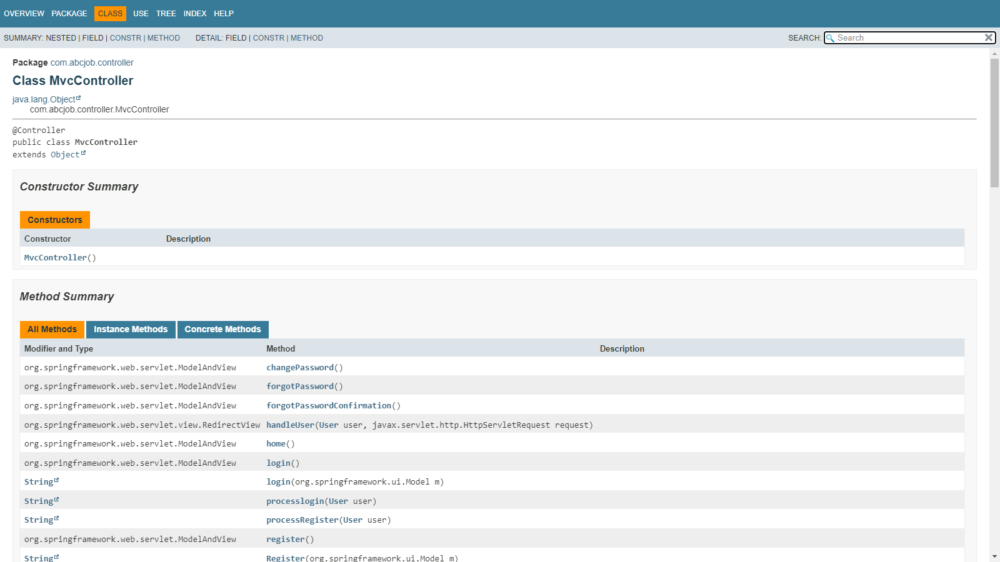 OVERVIEW PACKAGE CLASS USE TREE INDEX HELP
SUMMARY: NESTED | FIELD | CONSTR | METHOD DETAIL: FIELD | CONSTR | METHOD SEARCH: Search
Package com.abcjob.controller
Class MvcController
java.lang.Object
com.abcjob.controller.MvcController
@Controller
public class MvcController
extends Object
Constructor Summary
Constructors
Constructor Description
MvcController()
Method Summary
All Methods Instance Methods Concrete Methods
Modifier and Type Method Description
org.springframework.web.servlet.ModelAndView changePassword()
org.springframework.web.servlet.ModelAndView forgotPassword()
org.springframework.web.servlet.ModelAndView forgotPasswordConfirmation()
org.springframework.web.servlet.view.RedirectView handleUser(User user, javax.servlet.http.HttpServletRequest request)
org.springframework.web.servlet.ModelAndView home()
org.springframework.web.servlet.ModelAndView login()
String login(org.springframework.ui.Model m)
String processlogin(User user)
String processRegister(User user)
org.springframework.web.servlet.ModelAndView register()
String Register(org.springframework.ui.Model m)